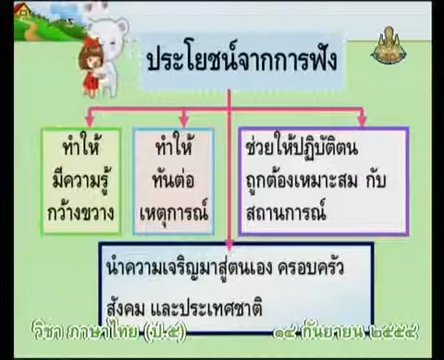 ประโยชน์จากการฟัง
ทำให้
มีความรู้
กว้างขวาง
ทำให้
ทันต่อ
เหตุการณ์
ช่วยให้ปฏิบัติตน
ถูกต้องเหมาะสม กับ
สถานการณ์
นำความเจริญมาสู่ตนเอง ครอบครัว
สังคม และประเทศชาติ
วิชา ภาษาไทย (ป.๕) ๑๔ กันยายน ๒๕๕๔